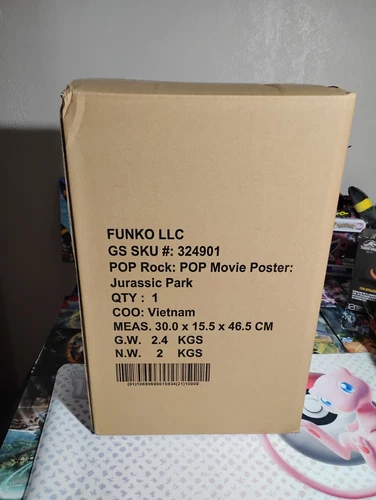 FUNKO LLC
GS SKU #: 324901
POP Rock: POP Movie Poster:
Jurassic Park
QTY : 1
COO: Vietnam
MEAS. 30.0 x 15.5 x 46.5 CM
G.W. 2.4 KGS
N.W. 2 KGS